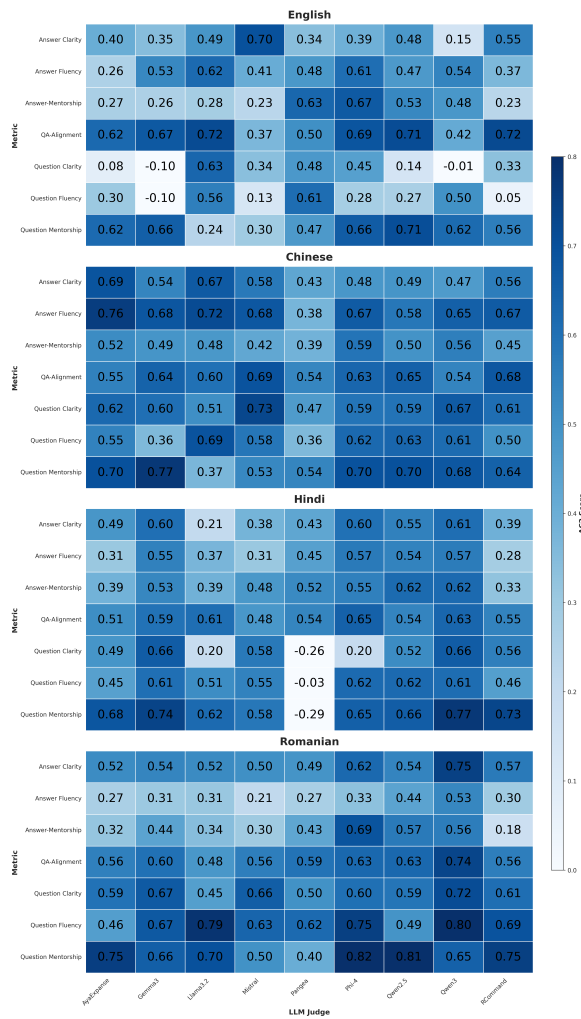 English
Answer Clarity 0.40 0.35 0.49 0.70 0.34 0.39 0.48 0.15 0.55
Answer Fluency 0.26 0.53 0.62 0.41 0.48 0.61 0.47 0.54 0.37
Answer-Mentorship 0.27 0.26 0.28 0.23 0.63 0.67 0.53 0.48 0.23
QA-Alignment 0.62 0.67 0.72 0.37 0.50 0.69 0.71 0.42 0.72
Question Clarity 0.08 -0.10 0.63 0.34 0.48 0.45 0.14 -0.01 0.33
Question Fluency 0.30 -0.10 0.56 0.13 0.61 0.28 0.27 0.50 0.05
Question Mentorship 0.62 0.66 0.24 0.30 0.47 0.66 0.71 0.62 0.56
Metric
Chinese
Answer Clarity 0.69 0.54 0.67 0.58 0.43 0.48 0.49 0.47 0.56
Answer Fluency 0.76 0.68 0.72 0.68 0.38 0.67 0.58 0.65 0.67
Answer-Mentorship 0.52 0.49 0.48 0.42 0.39 0.59 0.50 0.56 0.45
QA-Alignment 0.55 0.64 0.60 0.69 0.54 0.63 0.65 0.54 0.68
Question Clarity 0.62 0.60 0.51 0.73 0.47 0.59 0.59 0.67 0.61
Question Fluency 0.55 0.36 0.69 0.58 0.36 0.62 0.63 0.61 0.50
Question Mentorship 0.70 0.77 0.37 0.53 0.54 0.70 0.70 0.68 0.64
Metric
Hindi
Answer Clarity 0.49 0.60 0.21 0.38 0.43 0.60 0.55 0.61 0.39
Answer Fluency 0.31 0.55 0.37 0.31 0.45 0.57 0.54 0.57 0.28
Answer-Mentorship 0.39 0.53 0.39 0.48 0.52 0.55 0.62 0.62 0.33
QA-Alignment 0.51 0.59 0.61 0.48 0.54 0.65 0.54 0.63 0.55
Question Clarity 0.49 0.66 0.20 0.58 -0.26 0.20 0.52 0.66 0.56
Question Fluency 0.45 0.61 0.51 0.55 -0.03 0.62 0.62 0.61 0.46
Question Mentorship 0.68 0.74 0.62 0.58 -0.29 0.65 0.66 0.77 0.73
Metric
Romanian
Answer Clarity 0.52 0.54 0.52 0.50 0.49 0.62 0.54 0.75 0.57
Answer Fluency 0.27 0.31 0.31 0.21 0.27 0.33 0.44 0.53 0.30
Answer-Mentorship 0.32 0.44 0.34 0.30 0.43 0.69 0.57 0.56 0.18
QA-Alignment 0.56 0.60 0.48 0.56 0.59 0.63 0.63 0.74 0.56
Question Clarity 0.59 0.67 0.45 0.66 0.50 0.60 0.59 0.72 0.61
Question Fluency 0.46 0.67 0.79 0.63 0.62 0.75 0.49 0.80 0.69
Question Mentorship 0.75 0.66 0.70 0.50 0.40 0.82 0.81 0.65 0.75
Metric
AyaExpanse Gemma3 Llama3.2 Mistral Pangea Phi-4 Qwen2.5 Qwen3 RCommand
LLM Judge
0.8
0.7
0.6
0.5
0.4
0.3
0.2
0.1
0.0